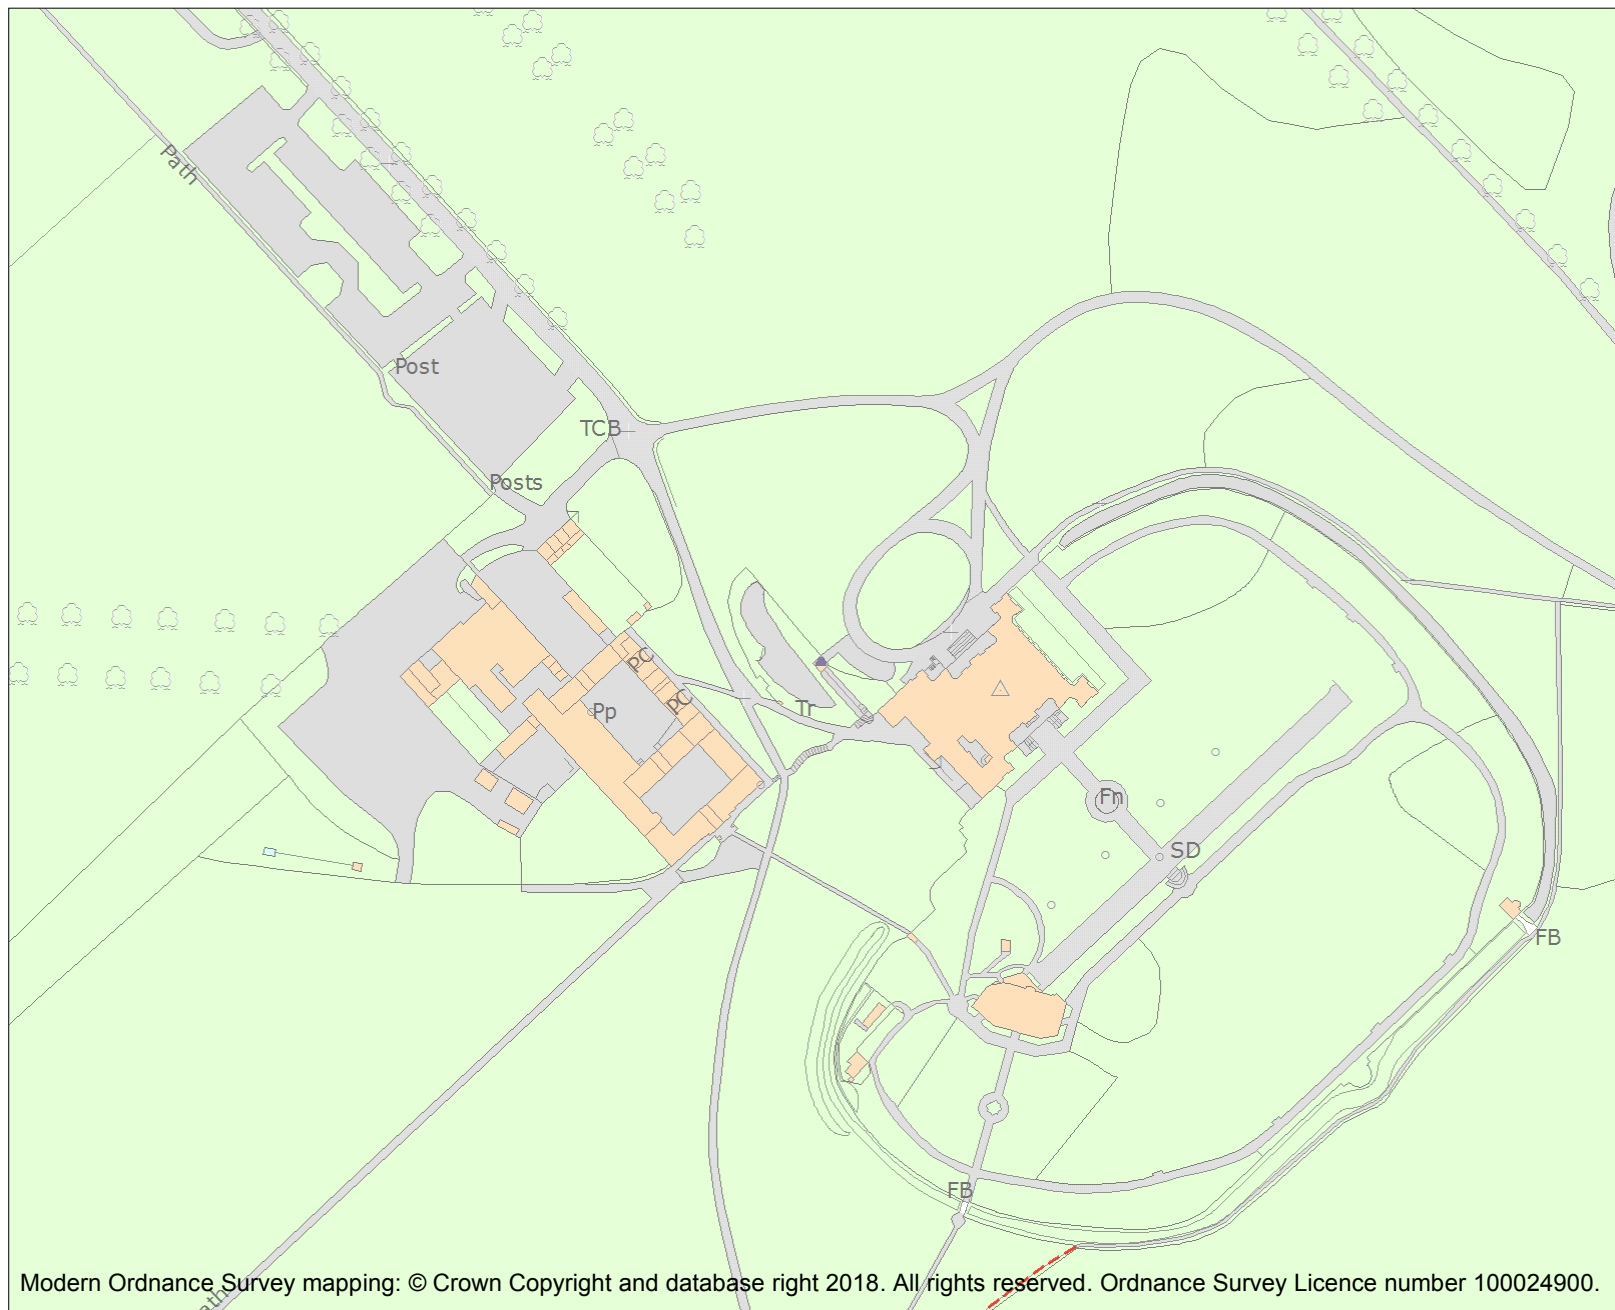 Path
Post
TCB
Posts
PC
PC
Pp
Tr
Fn
SD
FB
FB
Modern Ordnance Survey mapping: © Crown Copyright and database right 2018. All rights reserved. Ordnance Survey Licence number 100024900.